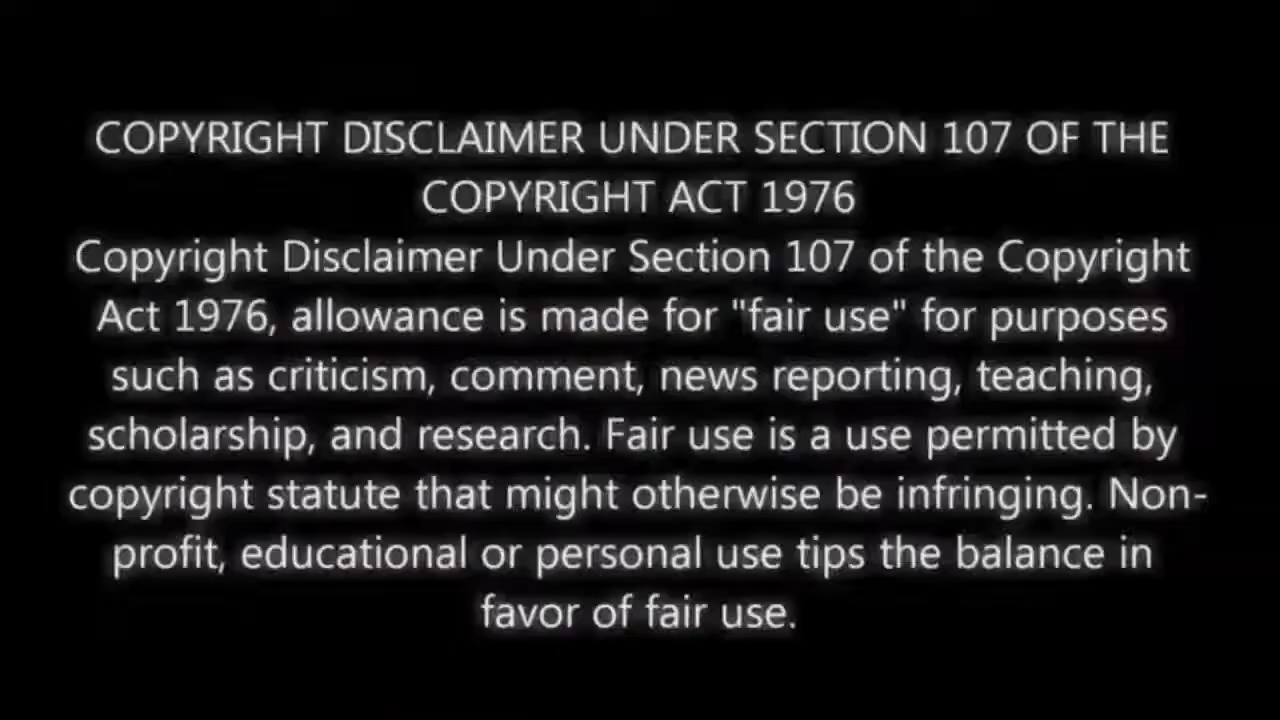 COPYRIGHT DISCLAIMER UNDER SECTION 107 OF THE
COPYRIGHT ACT 1976
Copyright Disclaimer Under Section 107 of the Copyright
Act 1976, allowance is made for "fair use" for purposes
such as criticism, comment, news reporting, teaching,
scholarship, and research. Fair use is a use permitted by
copyright statute that might otherwise be infringing. Non-
profit, educational or personal use tips the balance in
favor of fair use.